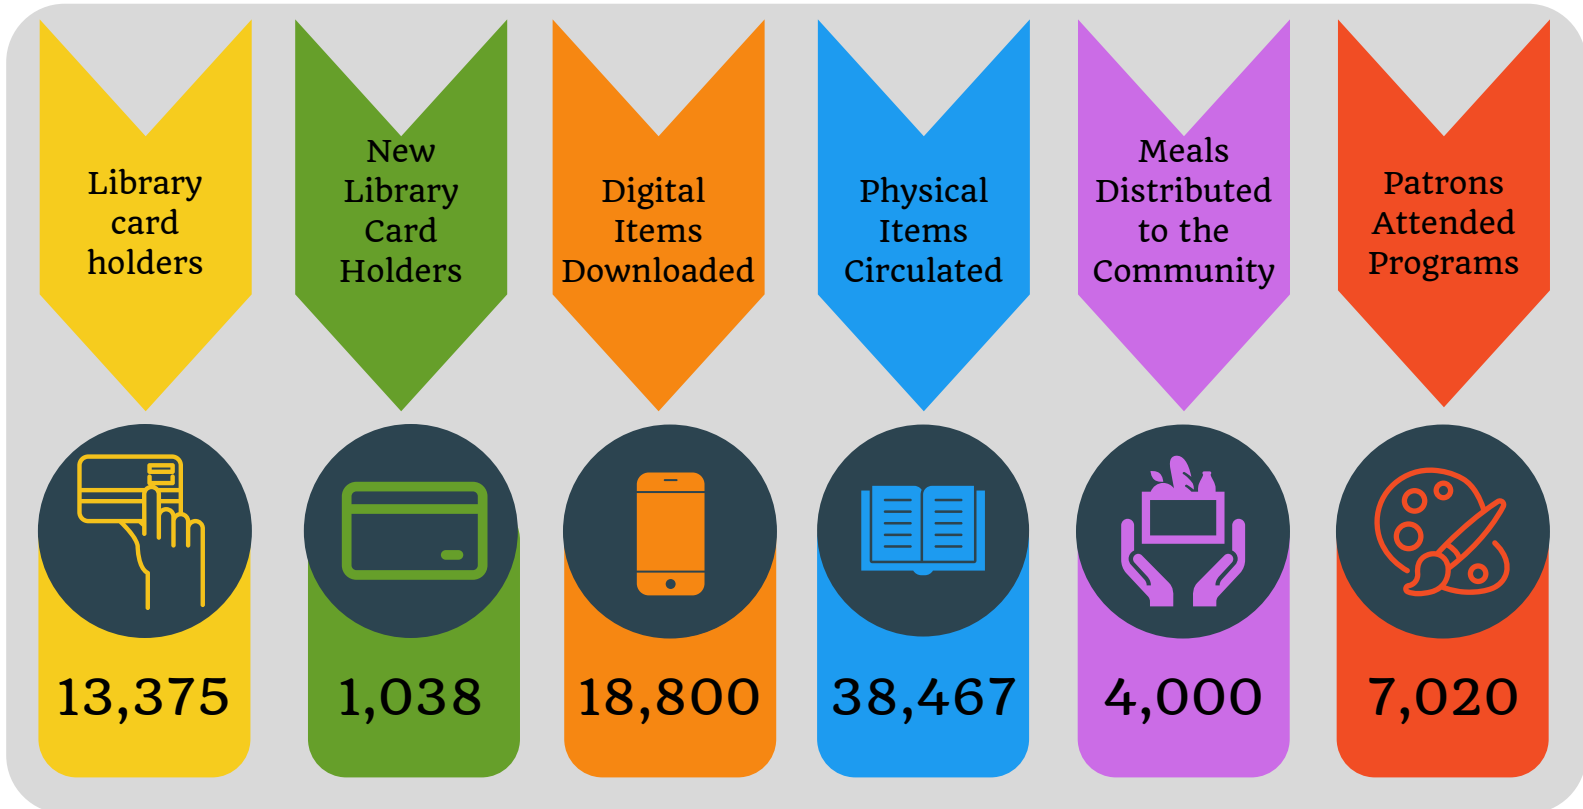 Library
card
holders
New
Library
Card
Holders
Digital
Items
Downloaded
Physical
Items
Circulated
Meals
Distributed
to the
Community
Patrons
Attended
Programs
13,375
1,038
18,800
38,467
4,000
7,020